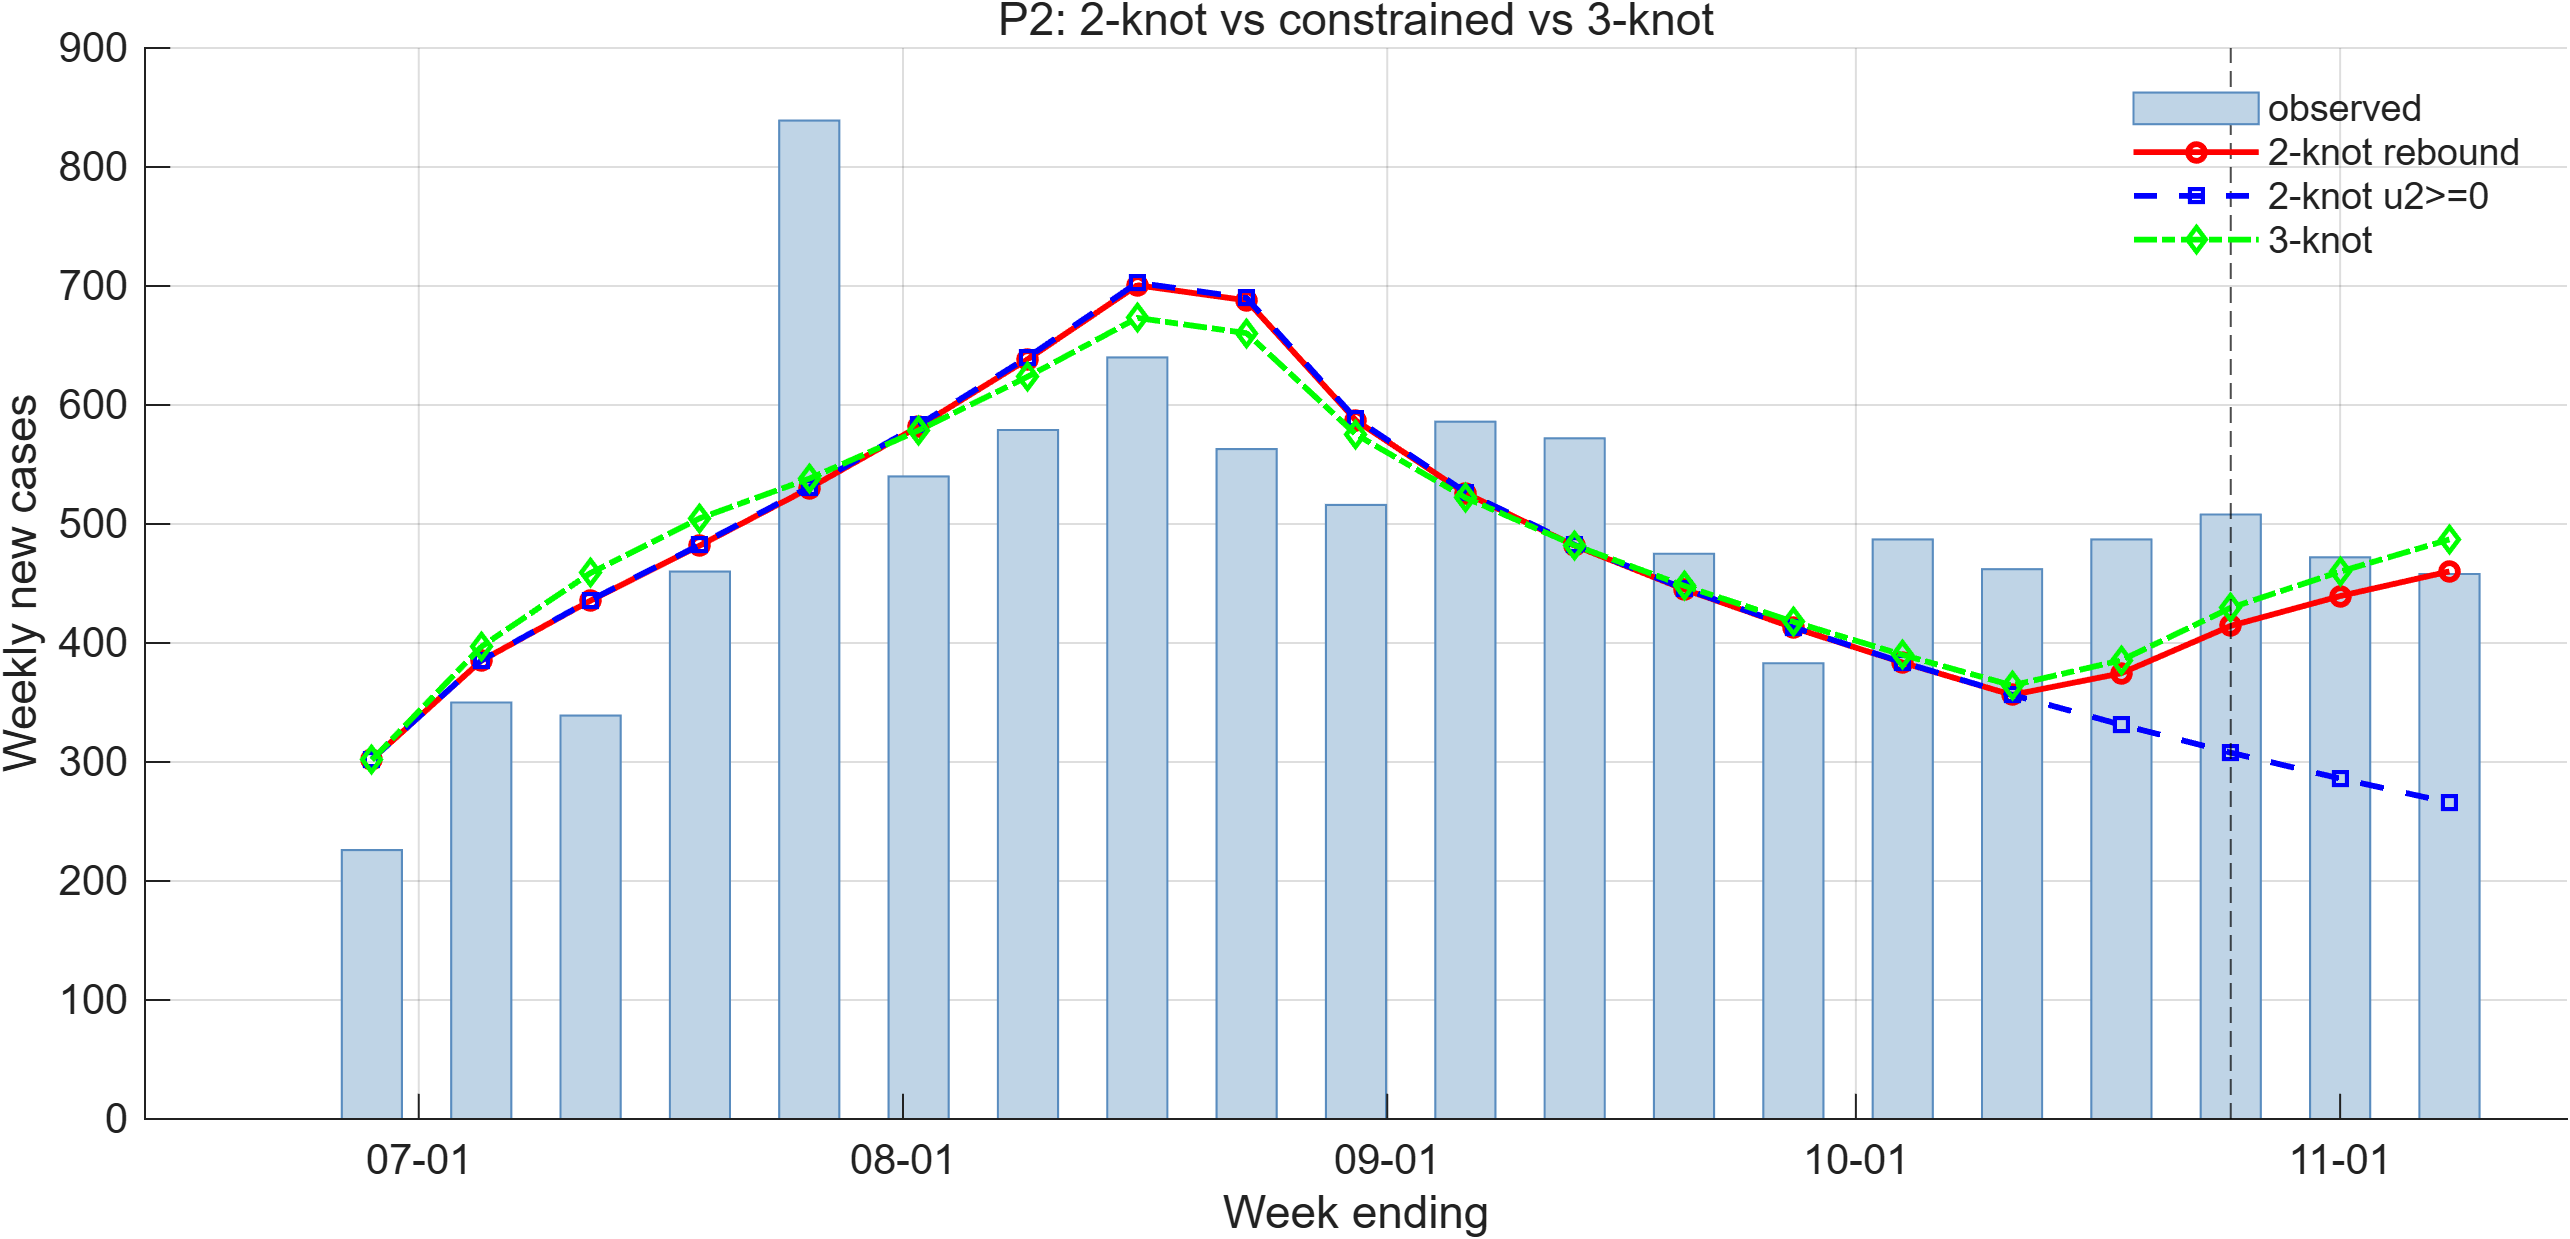 P2: 2-knot vs constrained vs 3-knot
900
800
700
600
500
400
300
200
100
0
Weekly new cases
observed
2-knot rebound
2-knot u2>=0
3-knot
07-01
08-01
09-01
10-01
11-01
Week ending